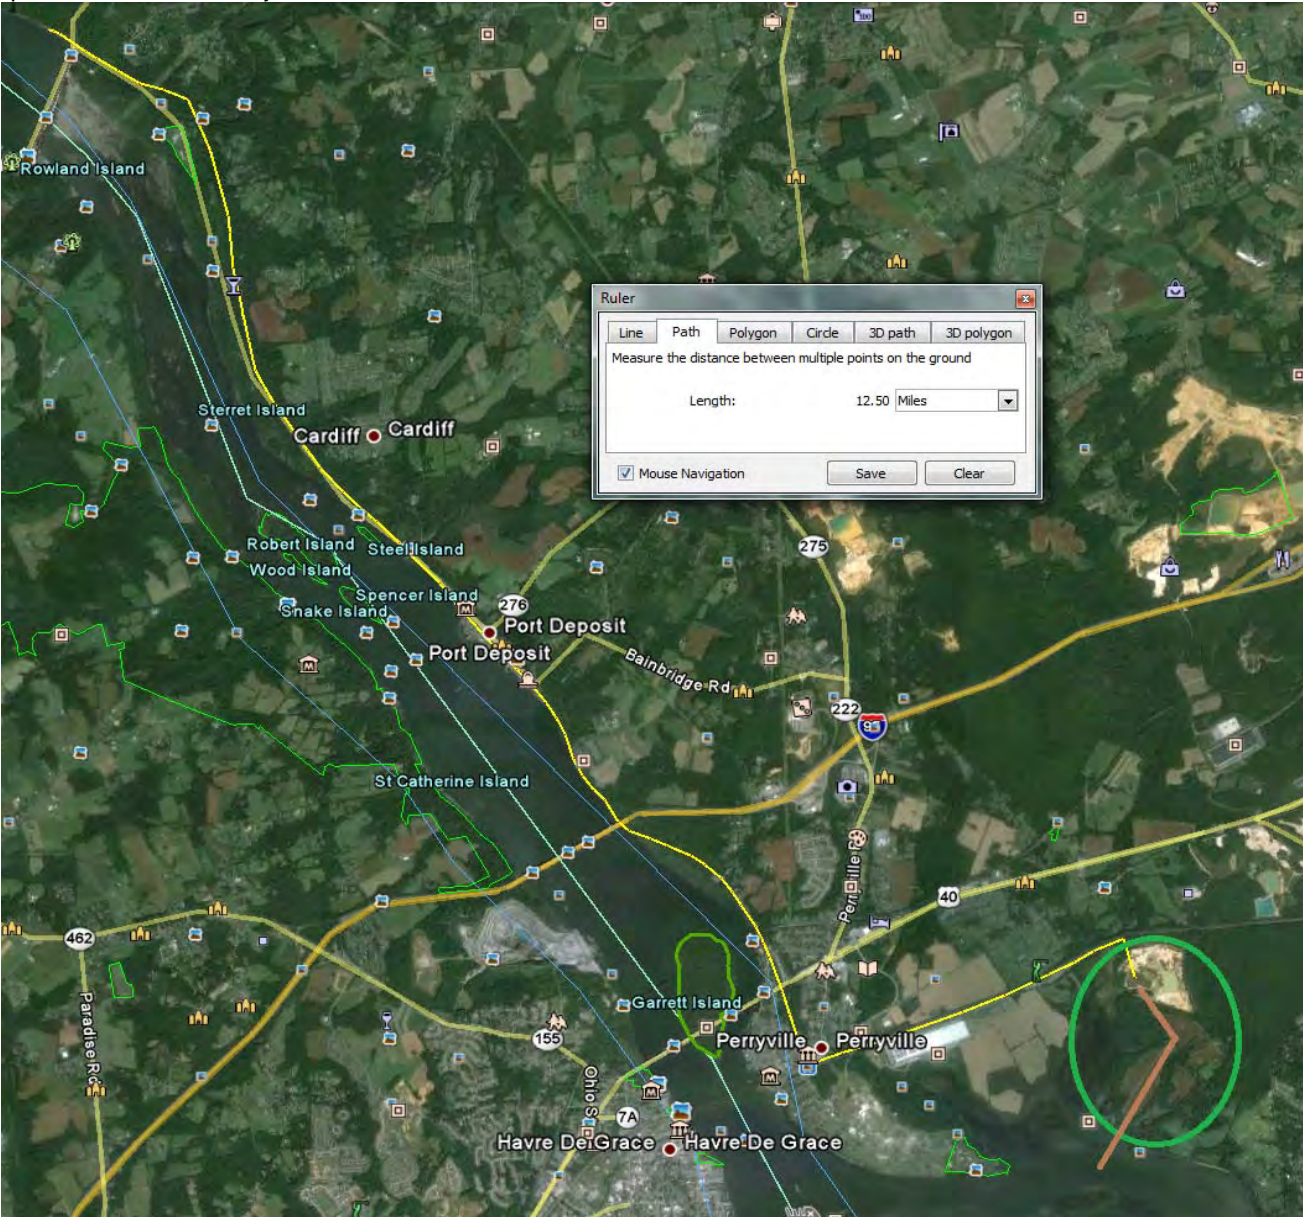 Rowland Island
Ruler
Line Path Polygon Circle 3D path 3D polygon
Measure the distance between multiple points on the ground
Length: 12.50 Miles
Mouse Navigation Save Clear
Sterret Island
Cardiff Cardiff
Robert Island Steel Island
275
Wood Island
Spencer Island
276
Snake Island
Port Deposit
Port Deposit
Bainbridge Rd
222
95
St Catherine Island
Perryville R
40
462
Paradise Rd
Garrett Island
155
Perryville Perryville
Ohio S
7A
Havre De Grace Havre De Grace